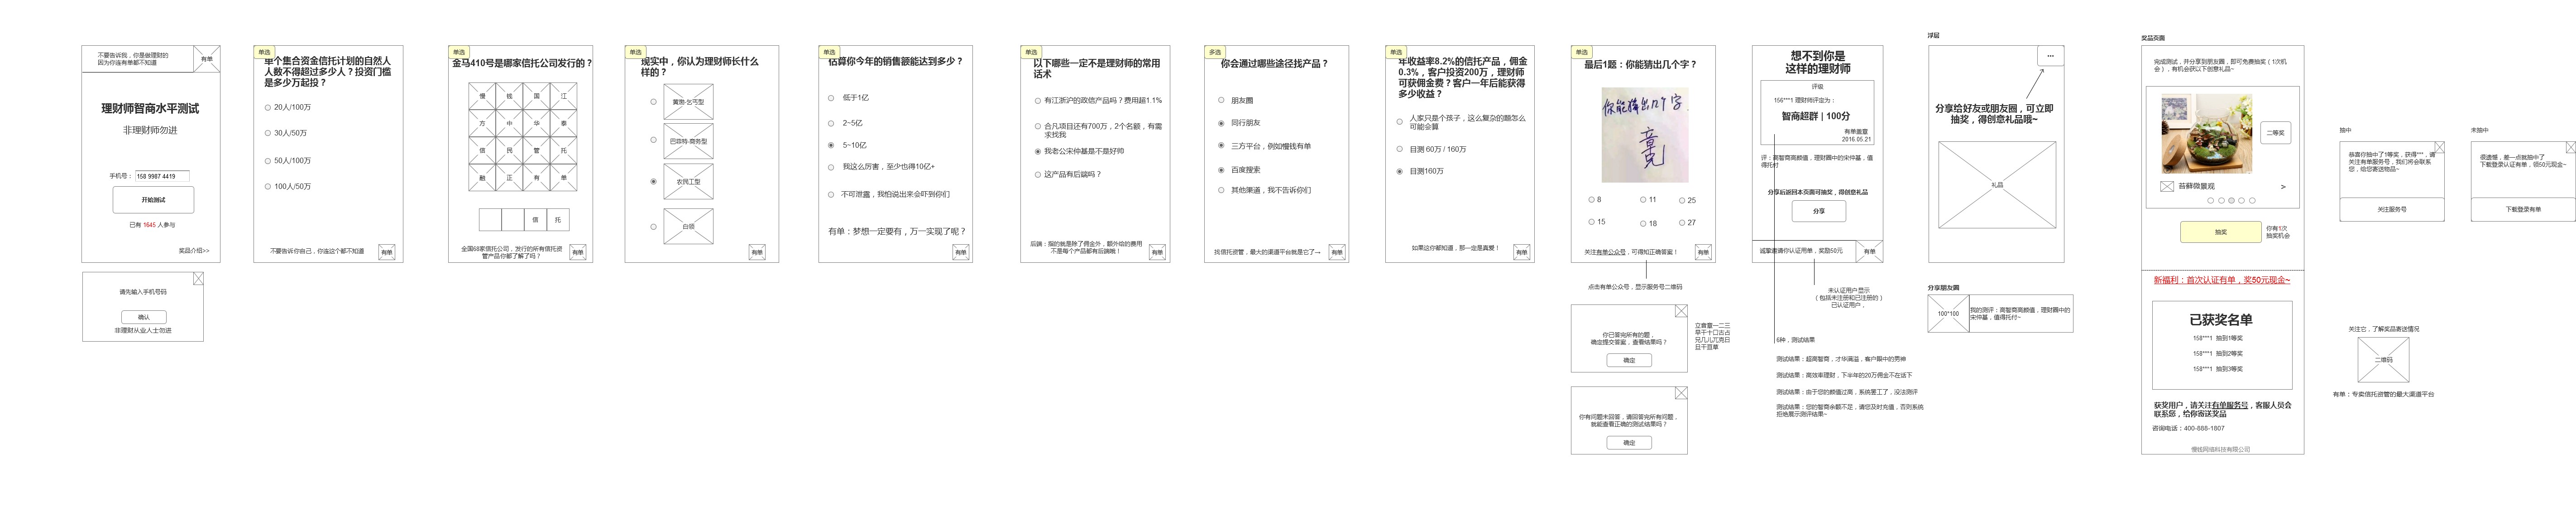 不要告诉我，你是做理财的
因为你连有单都不知道
有单
理财师智商水平测试
非理财师勿进
手机号：
158 9987 4419
开始测试
已有 1645 人参与
奖品介绍>>
请先输入手机号码
确认
非理财从业人士勿进
单选
单个集合资金信托计划的自然人
人数不得超过多少人？投资门槛
是多少万起投？
20人/100万
30人/50万
50人/100万
100人/50万
不要告诉你自己，你连这个都不知道
有单
单选
金马410号是哪家信托公司发行的？
慢 钱 国 江
方 中 华 泰
信 民 管 托
融 正 有 单
信 托
全国68家信托公司，发行的所有信托资
管产品你都了解了吗？
有单
单选
现实中，你认为理财师长什么
样的？
黄圈-乞丐型
巴菲特-商务型
农民工型
白领
有单
单选
估算你今年的销售额能达到多少？
低于1亿
2~5亿
5~10亿
我这么厉害，至少也得10亿+
不可泄露，我怕说出来会吓到你们
有单：梦想一定要有，万一实现了呢？
有单
单选
以下哪些一定不是理财师的常用
话术
有江浙沪的政信产品吗？费用超1.1%
合凡项目还有700万，2个名额，有需
求找我
我老公宋仲基是不是好帅
这产品有后端吗？
后端：指的就是除了佣金外，额外给的费用
不是每个产品都有后端哦！
有单
多选
你会通过哪些途径找产品？
朋友圈
同行朋友
三方平台，例如慢钱有单
百度搜索
其他渠道，我不告诉你们
找信托资管，最大的渠道平台就是它了→
有单
单选
年收益率8.2%的信托产品，佣金
0.3%，客户投资200万，理财师
可获佣金费？客户一年后能获得
多少收益？
人家只是个孩子，这么复杂的题怎么
可能会算
目测 60万 / 160万
目测160万
如果这你都知道，那一定是真爱！
有单
单选
最后1题：你能猜出几个字？
你能猜出几个字
8
11
25
15
18
27
关注有单公众号，可得知正确答案！
有单
点击有单公众号，显示服务号二维码
你已答完所有的题，
确定提交答案，查看结果吗？
确定
立音章一二三
早干十口古占
兄几儿兀克日
旦千亘草
你有问题未回答，请回答完所有问题，
就能查看正确的测试结果吗？
确定
想不到你是
这样的理财师
评级
156***1 理财师评定为：
智商超群 | 100分
有单盖章
2016.05.21
评：高智商高颜值，理财圈中的宋仲基，值
得托付
分享后返回本页面可抽奖，得创意礼品
分享
诚挚邀请你认证用单，奖励50元
有单
未认证用户显示
（包括未注册和已注册的）
已认证用户，
6种，测试结果
测试结果：超高智商，才华满溢，客户眼中的男神
测试结果：高效率理财，下半年的20万佣金不在话下
测试结果：由于您的颜值过高，系统罢工了，没法测评
测试结果：您的智商余额不足，请您及时充值，否则系统
拒绝展示测评结果~
浮层
...
分享给好友或朋友圈，可立即
抽奖，得创意礼品哦~
礼品
分享朋友圈
100*100
我的测评：高智商高颜值，理财圈中的
宋仲基，值得托付~
奖品页面
完成测试，并分享到朋友圈，即可免费抽奖（1次机
会），有机会获以下创意礼品~
二等奖
苔藓微景观
>
抽奖
你有1次
抽奖机会
新福利：首次认证有单，奖50元现金~
已获奖名单
158***1 抽到1等奖
158***1 抽到2等奖
158***1 抽到3等奖
获奖用户，请关注有单服务号，客服人员会
联系您，给你寄送奖品
咨询电话：400-888-1807
慢钱网络科技有限公司
抽中
恭喜你抽中了1等奖，获得***，请
关注有单服务号，我们将会联系
您，给您寄送物品~
关注服务号
未抽中
很遗憾，差一点就抽中了
下载登录认证有单，领50元现金~
下载登录有单
关注它，了解奖品寄送情况
二维码
有单：专卖信托资管的最大渠道平台